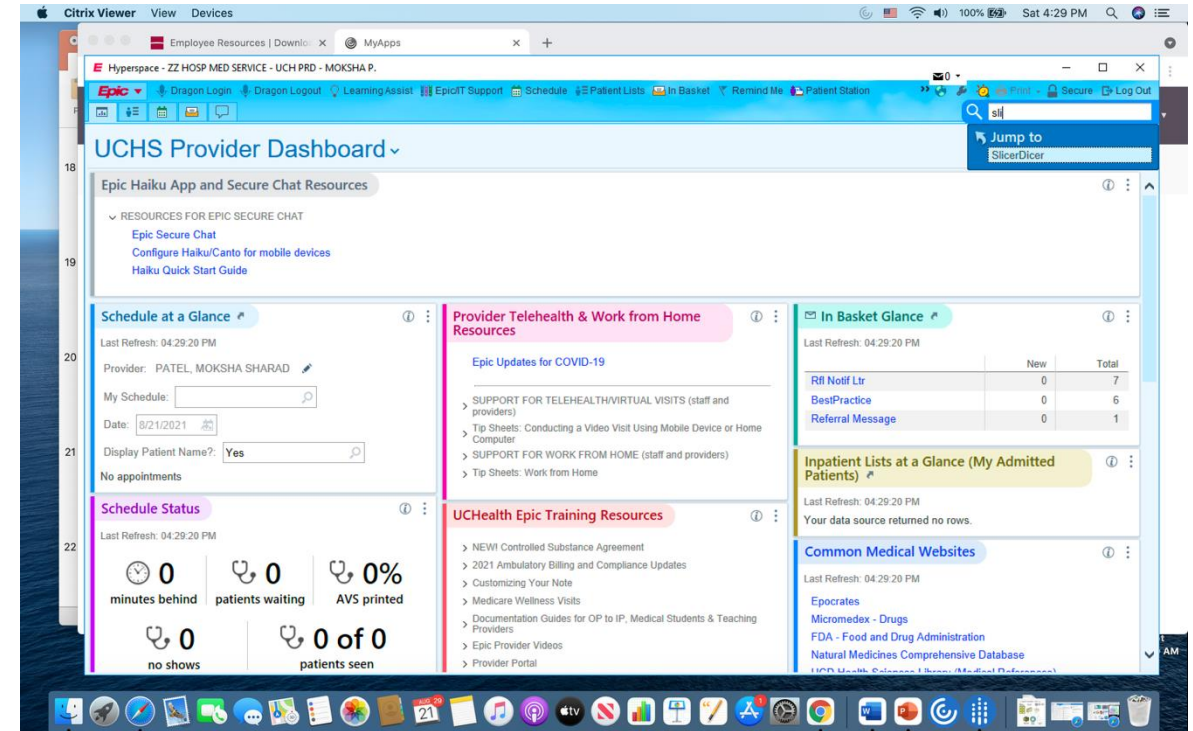 Citrix Viewer View Devices
100% Sat 4:29 PM
Employee Resources | Downlo X MyApps X +
Hyperspace - ZZ HOSP MED SERVICE - UCH PRD - MOKSHA P.
0
Epic Dragon Login Dragon Logout Learning Assist EpicIT Support Schedule Patient Lists In Basket Remind Me Patient Station Print Secure Log Out
sli
Jump to
SlicerDicer
UCHS Provider Dashboard
Epic Haiku App and Secure Chat Resources
RESOURCES FOR EPIC SECURE CHAT
Epic Secure Chat
Configure Haiku/Canto for mobile devices
Haiku Quick Start Guide
18
19
20
21
22
Schedule at a Glance
Last Refresh: 04:29:20 PM
Provider: PATEL, MOKSHA SHARAD
My Schedule:
Date: 8/21/2021
Display Patient Name?: Yes
No appointments
Schedule Status
Last Refresh: 04:29:20 PM
0 0 0%
minutes behind patients waiting AVS printed
0 0 of 0
no shows patients seen
Provider Telehealth & Work from Home
Resources
Epic Updates for COVID-19
SUPPORT FOR TELEHEALTH/VIRTUAL VISITS (staff and
providers)
Tip Sheets: Conducting a Video Visit Using Mobile Device or Home
Computer
SUPPORT FOR WORK FROM HOME (staff and providers)
Tip Sheets: Work from Home
UCHealth Epic Training Resources
NEW! Controlled Substance Agreement
2021 Ambulatory Billing and Compliance Updates
Customizing Your Note
Medicare Wellness Visits
Documentation Guides for OP to IP, Medical Students & Teaching
Providers
Epic Provider Videos
Provider Portal
In Basket Glance
Last Refresh: 04:29:20 PM
New Total
Rfl Notif Ltr 0 7
BestPractice 0 6
Referral Message 0 1
Inpatient Lists at a Glance (My Admitted
Patients)
Last Refresh: 04:29:20 PM
Your data source returned no rows.
Common Medical Websites
Last Refresh: 04:29:20 PM
Epocrates
Micromedex - Drugs
FDA - Food and Drug Administration
Natural Medicines Comprehensive Database
AM
AUG 29
21
tv